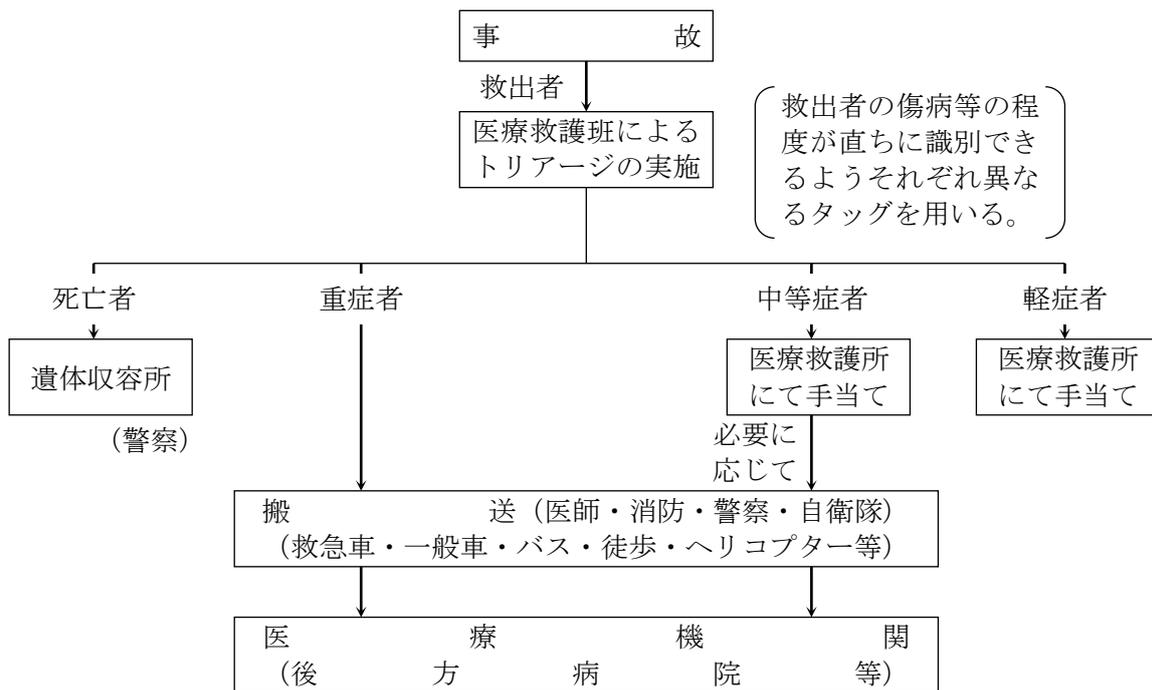 事故
救出者
医療救護班による
トリアージの実施
救出者の傷病等の程
度が直ちに識別でき
るようそれぞれ異な
るタッグを用いる。
死亡者 重症者 中等症者 軽症者
遺体収容所
(警察)
医療救護所
にて手当て
医療救護所
にて手当て
必要に
応じて
搬送(医師・消防・警察・自衛隊)
(救急車・一般車・バス・徒歩・ヘリコプター等)
医療機関
(後方病院等)